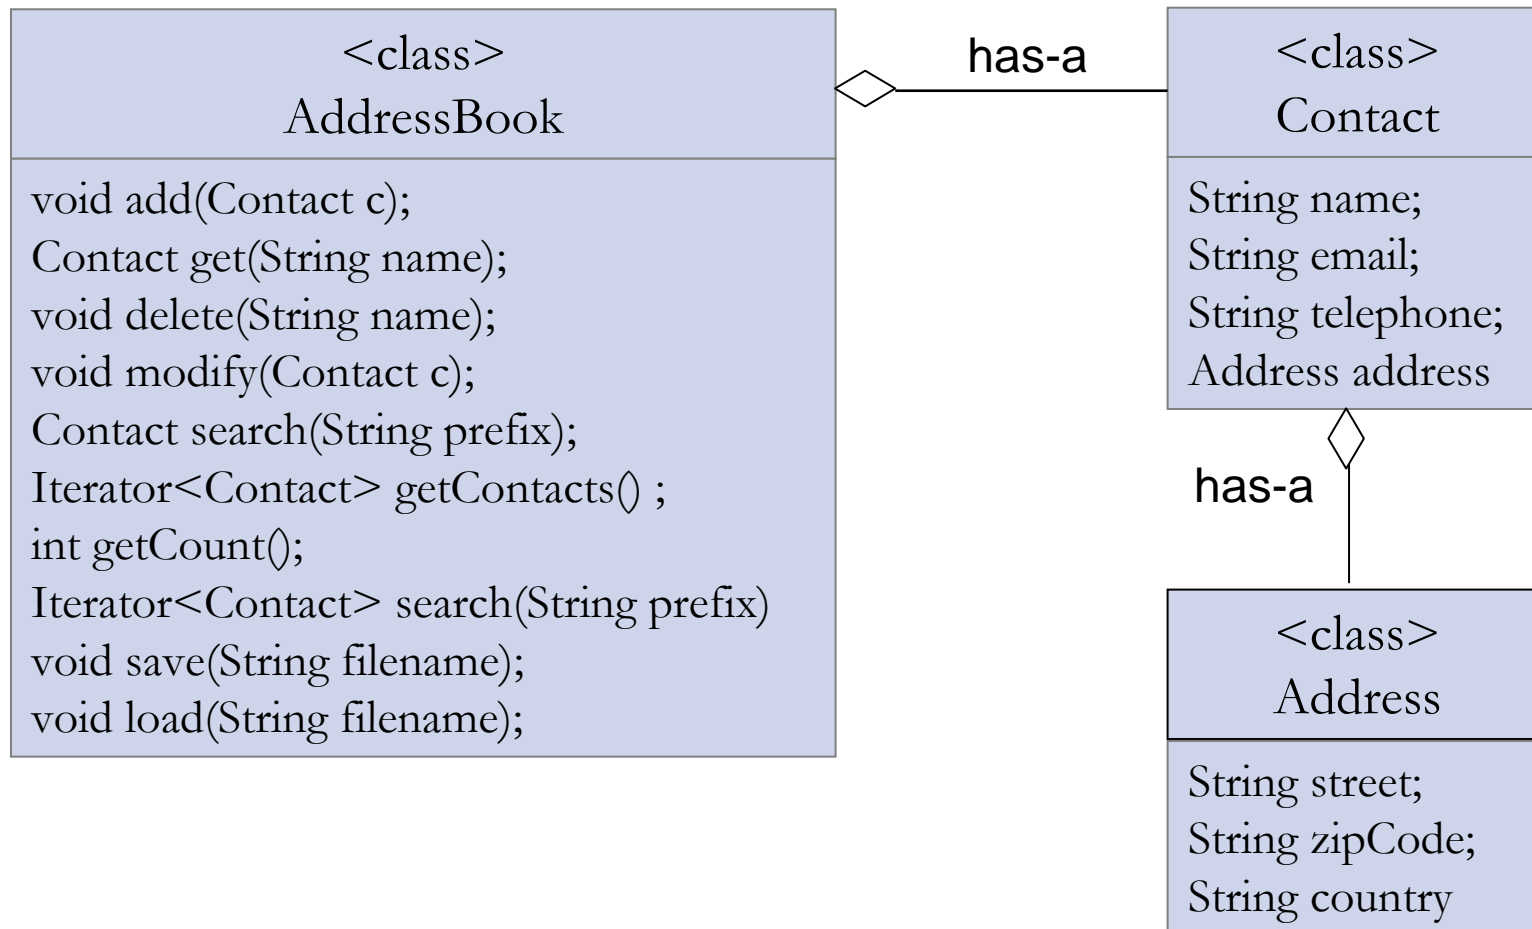 <class>
AddressBook
void add(Contact c);
Contact get(String name);
void delete(String name);
void modify(Contact c);
Contact search(String prefix);
Iterator<Contact> getContacts() ;
int getCount();
Iterator<Contact> search(String prefix)
void save(String filename);
void load(String filename);
has-a
<class>
Contact
String name;
String email;
String telephone;
Address address
has-a
<class>
Address
String street;
String zipCode;
String country